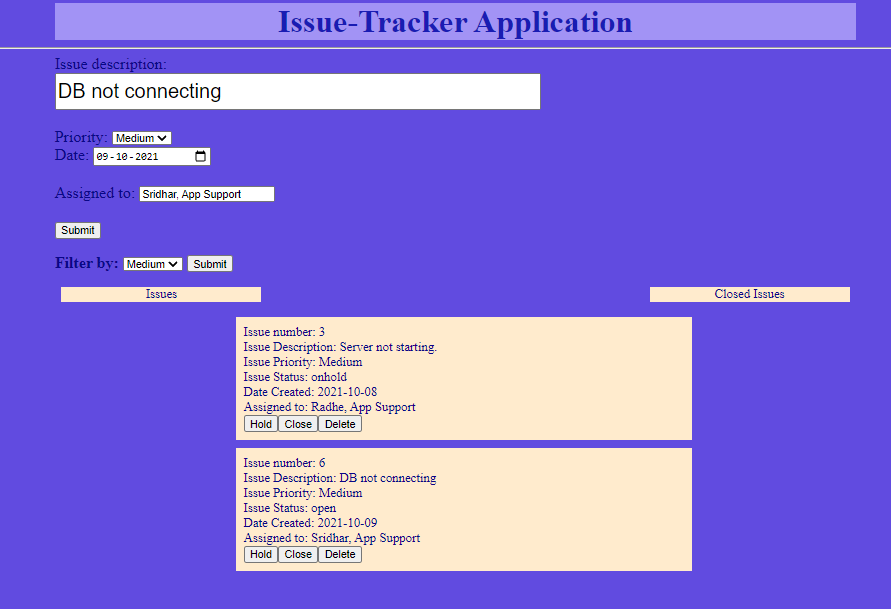 Issue-Tracker Application
Issue description:
DB not connecting
Priority: Medium
Date: 09-10-2021
Assigned to: Sridhar, App Support
Submit
Filter by: Medium Submit
Issues
Closed Issues
Issue number: 3
Issue Description: Server not starting.
Issue Priority: Medium
Issue Status: onhold
Date Created: 2021-10-08
Assigned to: Radhe, App Support
Hold Close Delete
Issue number: 6
Issue Description: DB not connecting
Issue Priority: Medium
Issue Status: open
Date Created: 2021-10-09
Assigned to: Sridhar, App Support
Hold Close Delete